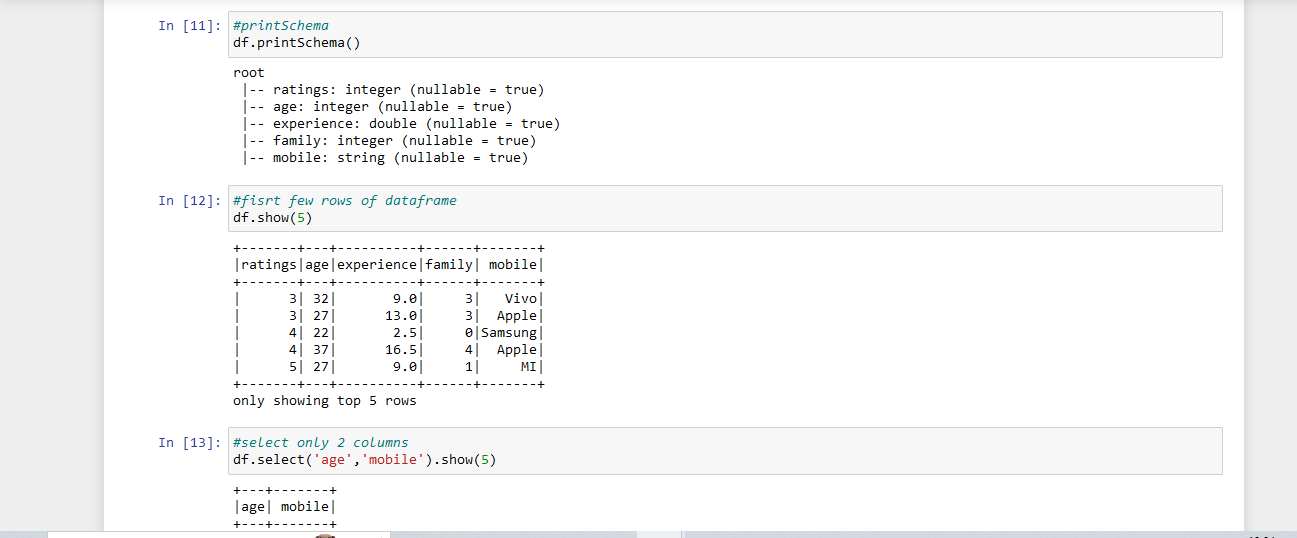 In [11]: #printSchema
df.printSchema()
root
 |-- ratings: integer (nullable = true)
 |-- age: integer (nullable = true)
 |-- experience: double (nullable = true)
 |-- family: integer (nullable = true)
 |-- mobile: string (nullable = true)
In [12]: #fisrt few rows of dataframe
df.show(5)
+-------+---+----------+------+-------+
|ratings|age|experience|family| mobile|
+-------+---+----------+------+-------+
|      3| 32|       9.0|     3|   Vivo|
|      3| 27|      13.0|     3|  Apple|
|      4| 22|       2.5|     0|Samsung|
|      4| 37|      16.5|     4|  Apple|
|      5| 27|       9.0|     1|     MI|
+-------+---+----------+------+-------+
only showing top 5 rows
In [13]: #select only 2 columns
df.select('age','mobile').show(5)
+---+-------+
|age| mobile|
+---+-------+